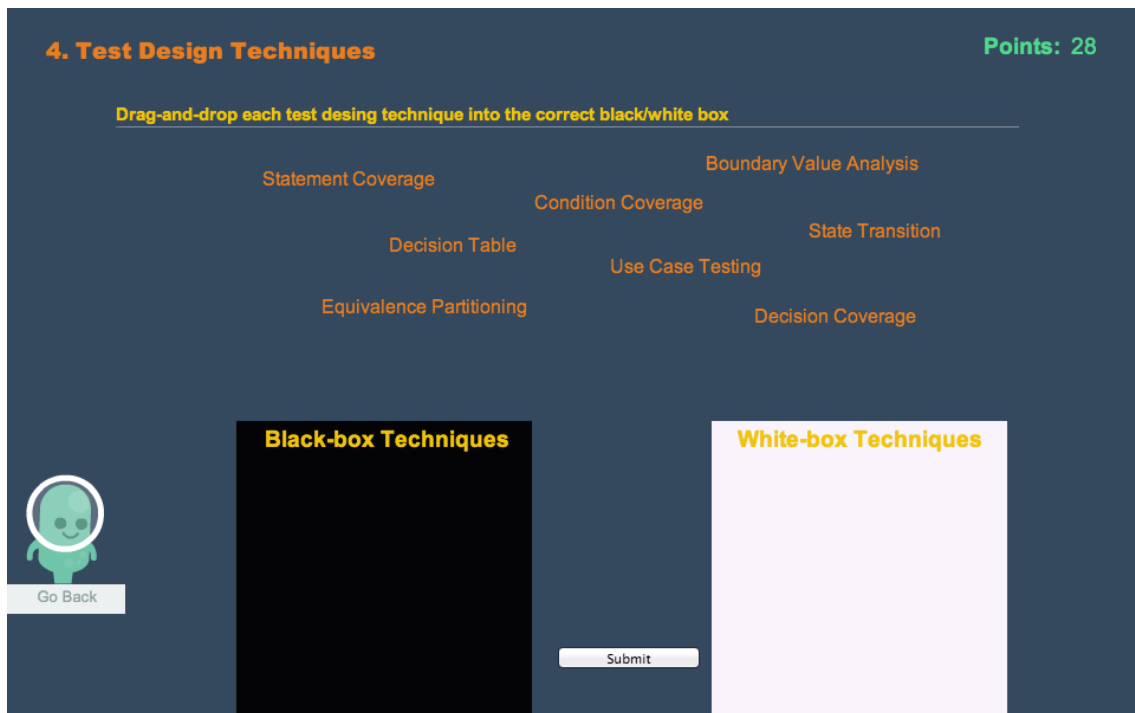 4. Test Design Techniques
Points: 28
Drag-and-drop each test desing technique into the correct black/white box
Boundary Value Analysis
Statement Coverage
Condition Coverage
State Transition
Decision Table
Use Case Testing
Equivalence Partitioning
Decision Coverage
Black-box Techniques
White-box Techniques
Go Back
Submit